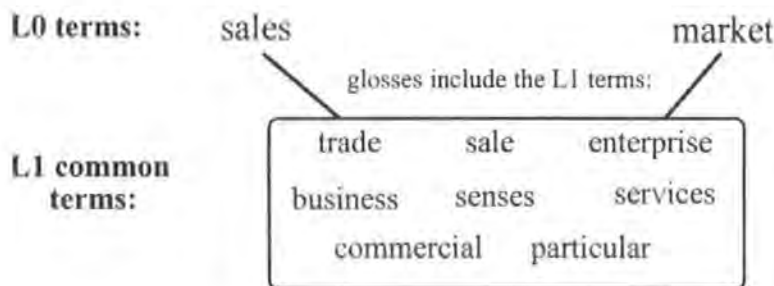 L0 terms: sales market
glosses include the L1 terms:
trade sale enterprise
L1 common
terms:
business senses services
commercial particular